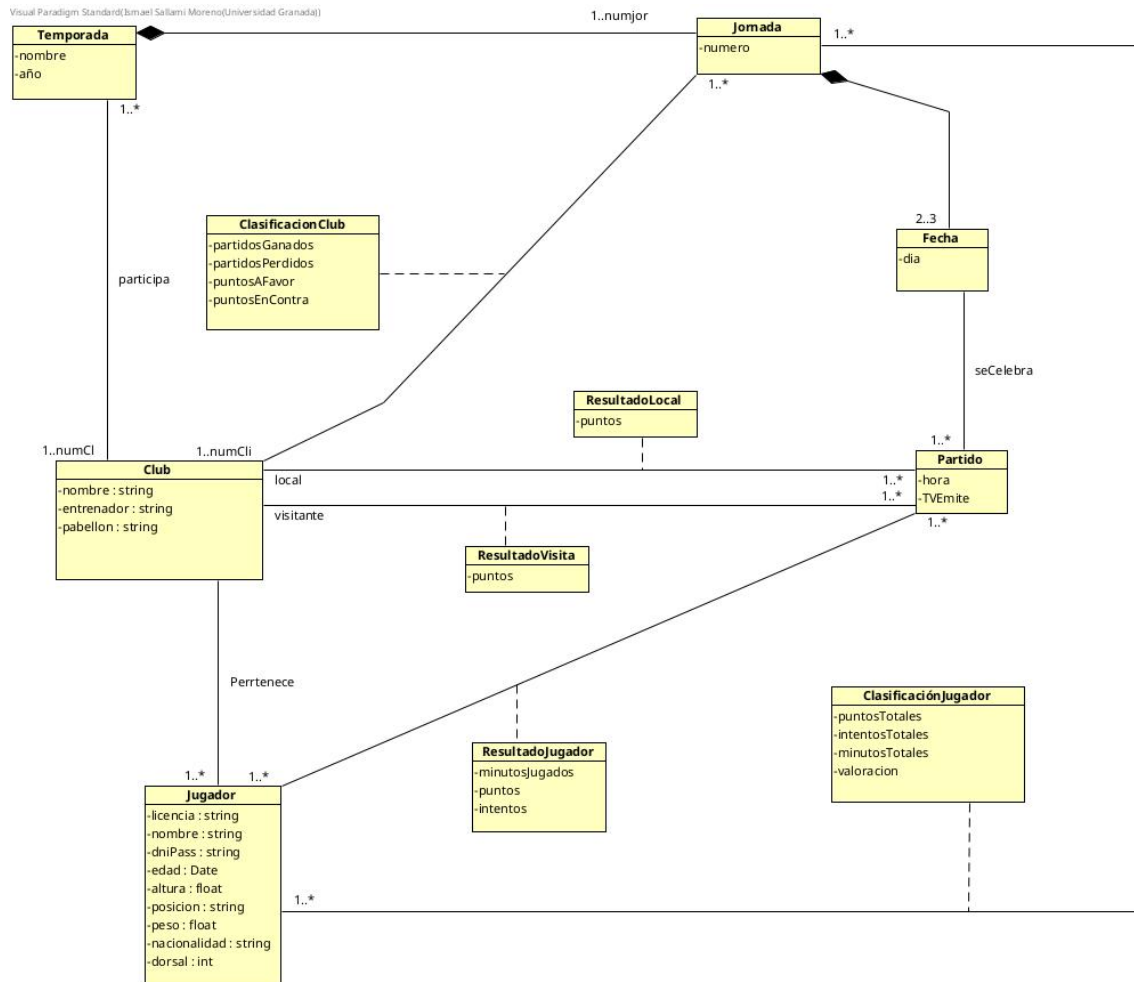 Visual Paradigm Standard(Ismael Sallami Moreno(Universidad Granada))
Temporada
-nombre
-año
1..numjor
Jornada
-numero
1..*
1..*
1..*
ClasificacionClub
-partidosGanados
-partidosPerdidos
-puntosAFavor
-puntosEnContra
2..3
Fecha
-dia
participa
seCelebra
ResultadoLocal
-puntos
1..numCl
1..numCli
1..*
Club
-nombre : string
-entrenador : string
-pabellon : string
local
visitante
1..*
1..*
Partido
-hora
-TVEmite
1..*
ResultadoVisita
-puntos
Perrtenece
ClasificaciónJugador
-puntosTotales
-intentosTotales
-minutosTotales
-valoracion
ResultadoJugador
-minutosJugados
-puntos
-intentos
1..*
1..*
Jugador
-licencia : string
-nombre : string
-dniPass : string
-edad : Date
-altura : float
-posicion : string
-peso : float
-nacionalidad : string
-dorsal : int
1..*